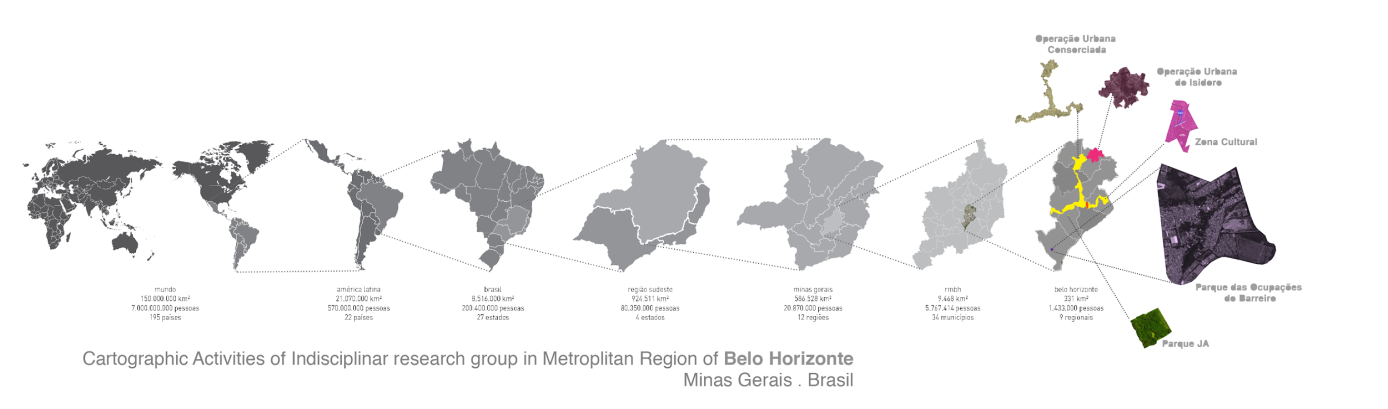 Operação Urbana
Consorciada
Operação Urbana
do Isidoro
Zona Cultural
Parque das Ocupações
do Barreiro
Parque JA
mundo
150.000.000 km²
7.000.000.000 pessoas
195 países
américa latina
21.070.000 km²
570.000.000 pessoas
22 países
brasil
8.516.000 km²
200.400.000 pessoas
27 estados
região sudeste
924.511 km²
80.350.000 pessoas
4 estados
minas gerais
586.528 km²
20.870.000 pessoas
12 regiões
rmbh
9.468 km²
5.767.414 pessoas
34 municípios
belo horizonte
331 km²
1.433.000 pessoas
9 regionais
Cartographic Activities of Indisciplinar research group in Metroplitan Region of Belo Horizonte
Minas Gerais . Brasil